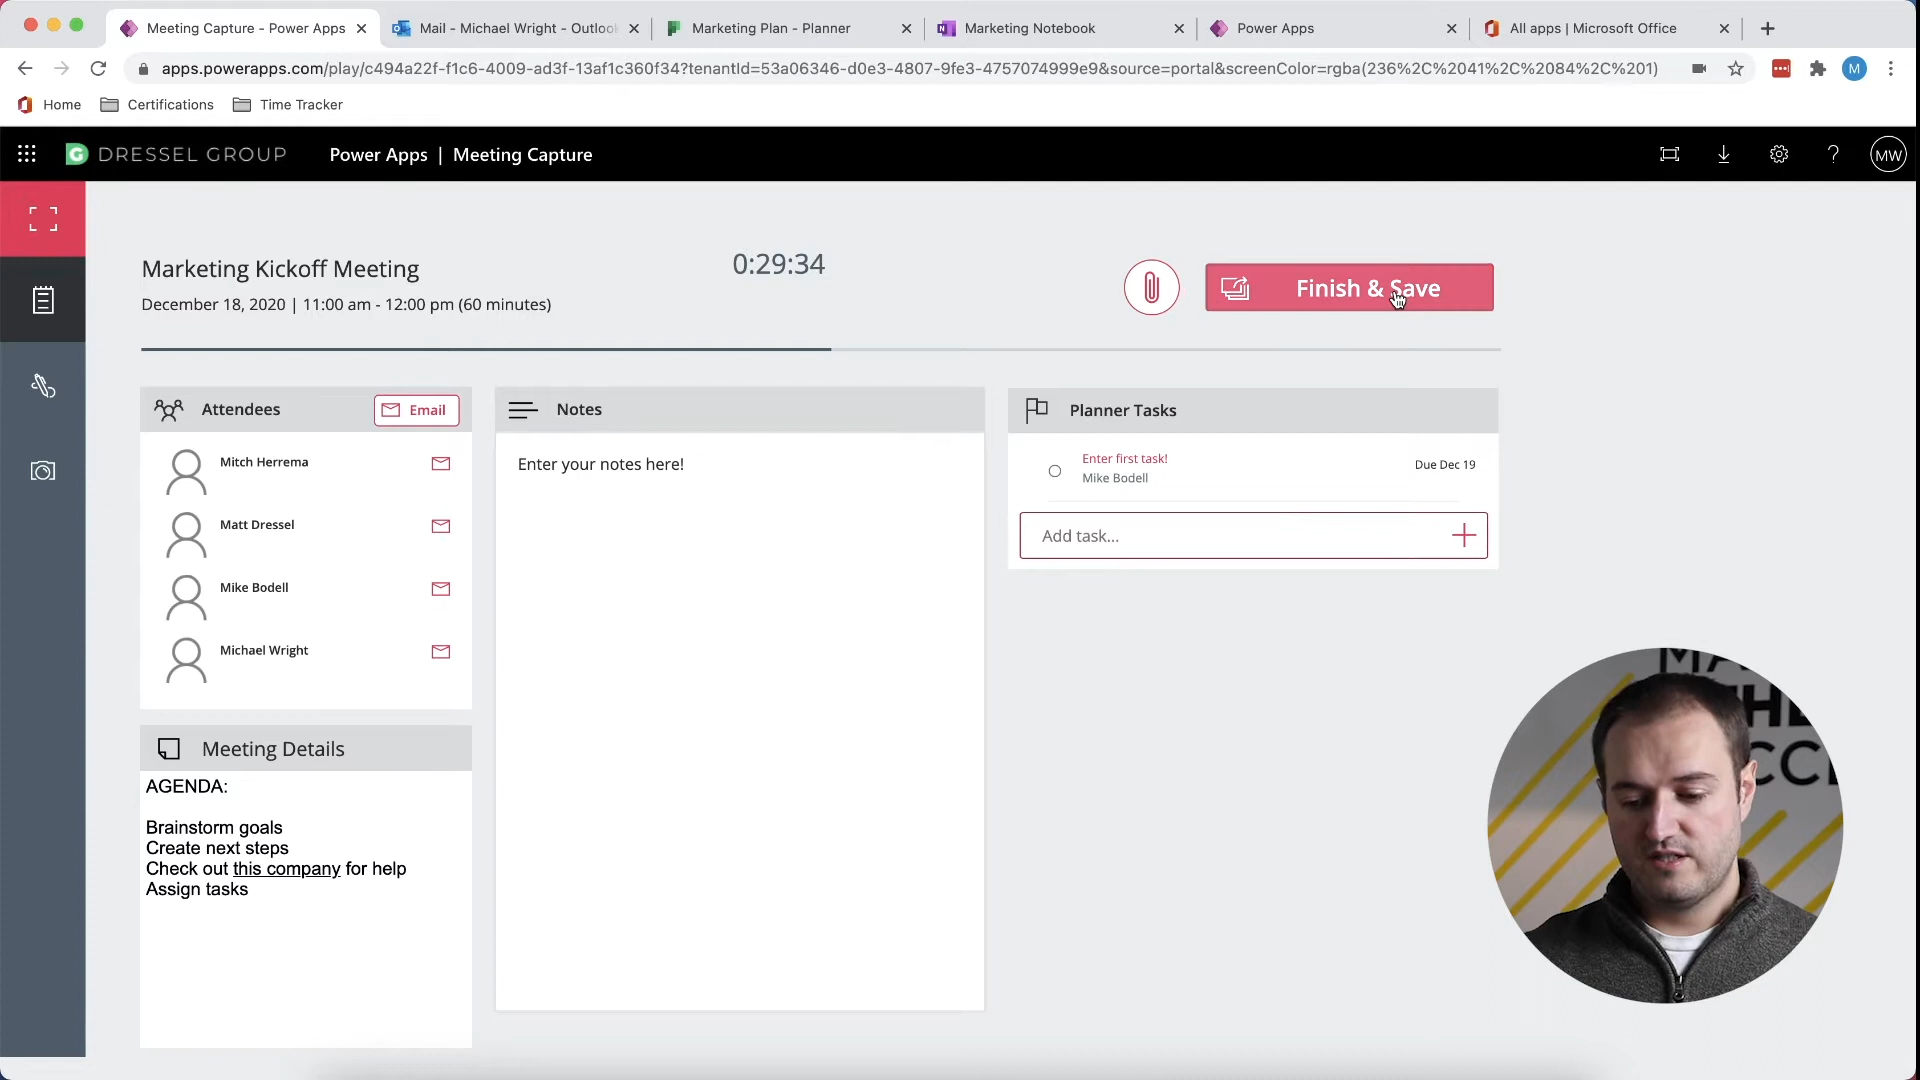 Meeting Capture - Power Apps
Mail - Michael Wright - Outlook
Marketing Plan - Planner
Marketing Notebook
Power Apps
All apps | Microsoft Office
apps.powerapps.com/play/c494a22f-f1c6-4009-ad3f-13af1c360f34?tenantId=53a06346-d0e3-4807-9fe3-4757074999e9&source=portal&screenColor=rgba(236%2C%2041%2C%2084%2C%201)
M
Home
Certifications
Time Tracker
DRESSEL GROUP
Power Apps | Meeting Capture
MW
Marketing Kickoff Meeting
0:29:34
Finish & Save
December 18, 2020 | 11:00 am - 12:00 pm (60 minutes)
Attendees
Email
Mitch Herrema
Matt Dressel
Mike Bodell
Michael Wright
Notes
Enter your notes here!
Planner Tasks
Enter first task!
Mike Bodell
Due Dec 19
Add task...
Meeting Details
AGENDA:
Brainstorm goals
Create next steps
Check out this company for help
Assign tasks